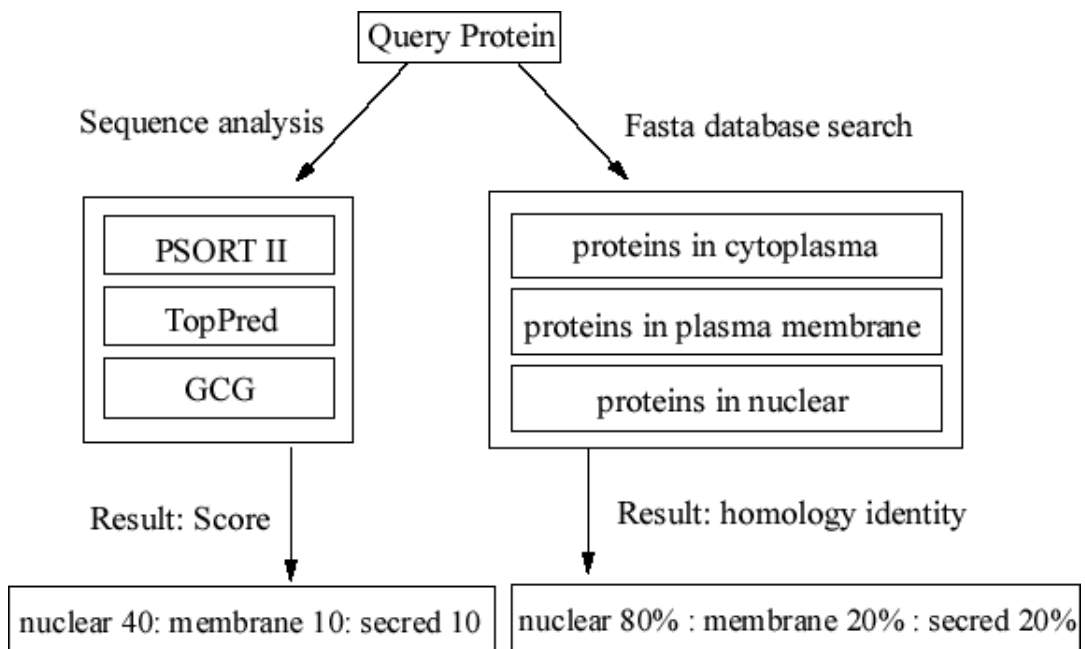 Query Protein
Sequence analysis
Fasta database search
PSORT II
TopPred
GCG
proteins in cytoplasma
proteins in plasma membrane
proteins in nuclear
Result: Score
Result: homology identity
nuclear 40: membrane 10: secred 10
nuclear 80% : membrane 20% : secred 20%